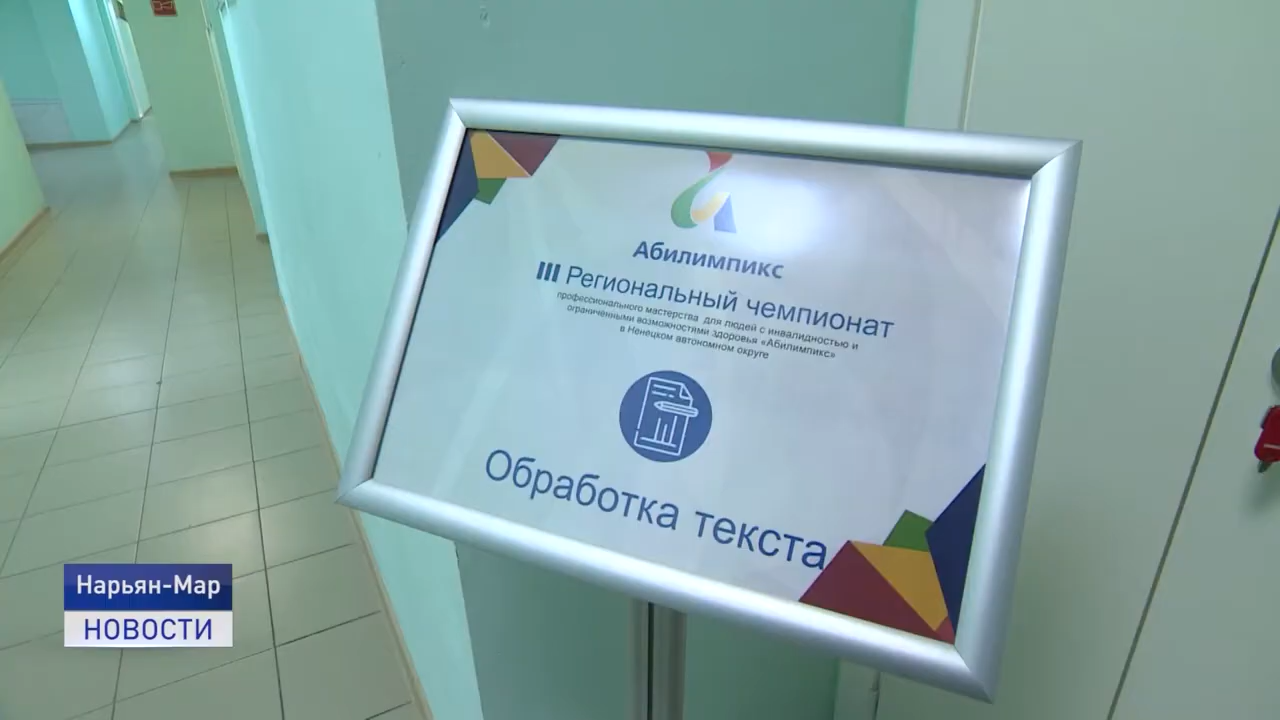 Абилимпикс
III Региональный чемпионат
профессионального мастерства для людей с инвалидностью и
ограниченными возможностями здоровья «Абилимпикс»
в Ненецком автономном округе
Обработка текста
Нарьян-Мар
НОВОСТИ